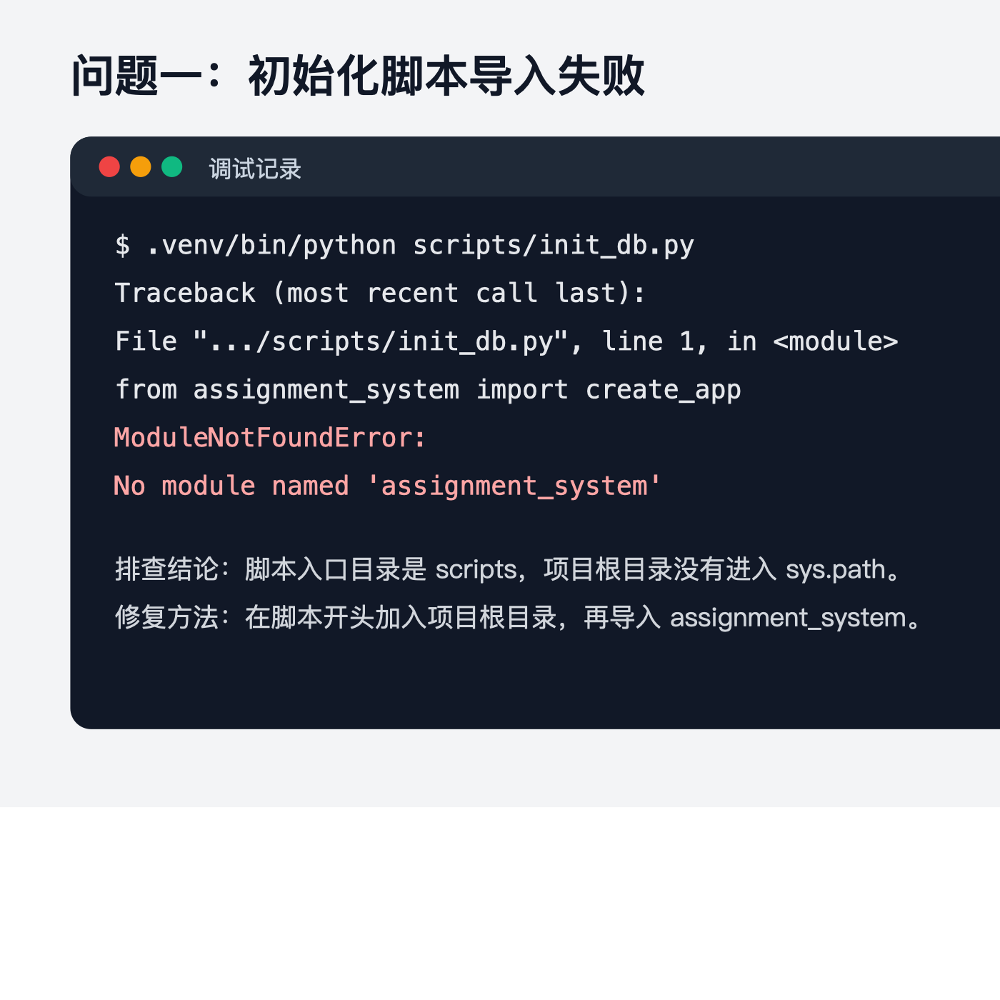 问题一：初始化脚本导入失败
调试记录
$ .venv/bin/python scripts/init_db.py
Traceback (most recent call last):
File ".../scripts/init_db.py", line 1, in <module>
from assignment_system import create_app
ModuleNotFoundError:
No module named 'assignment_system'
排查结论：脚本入口目录是 scripts，项目根目录没有进入 sys.path。
修复方法：在脚本开头加入项目根目录，再导入 assignment_system。